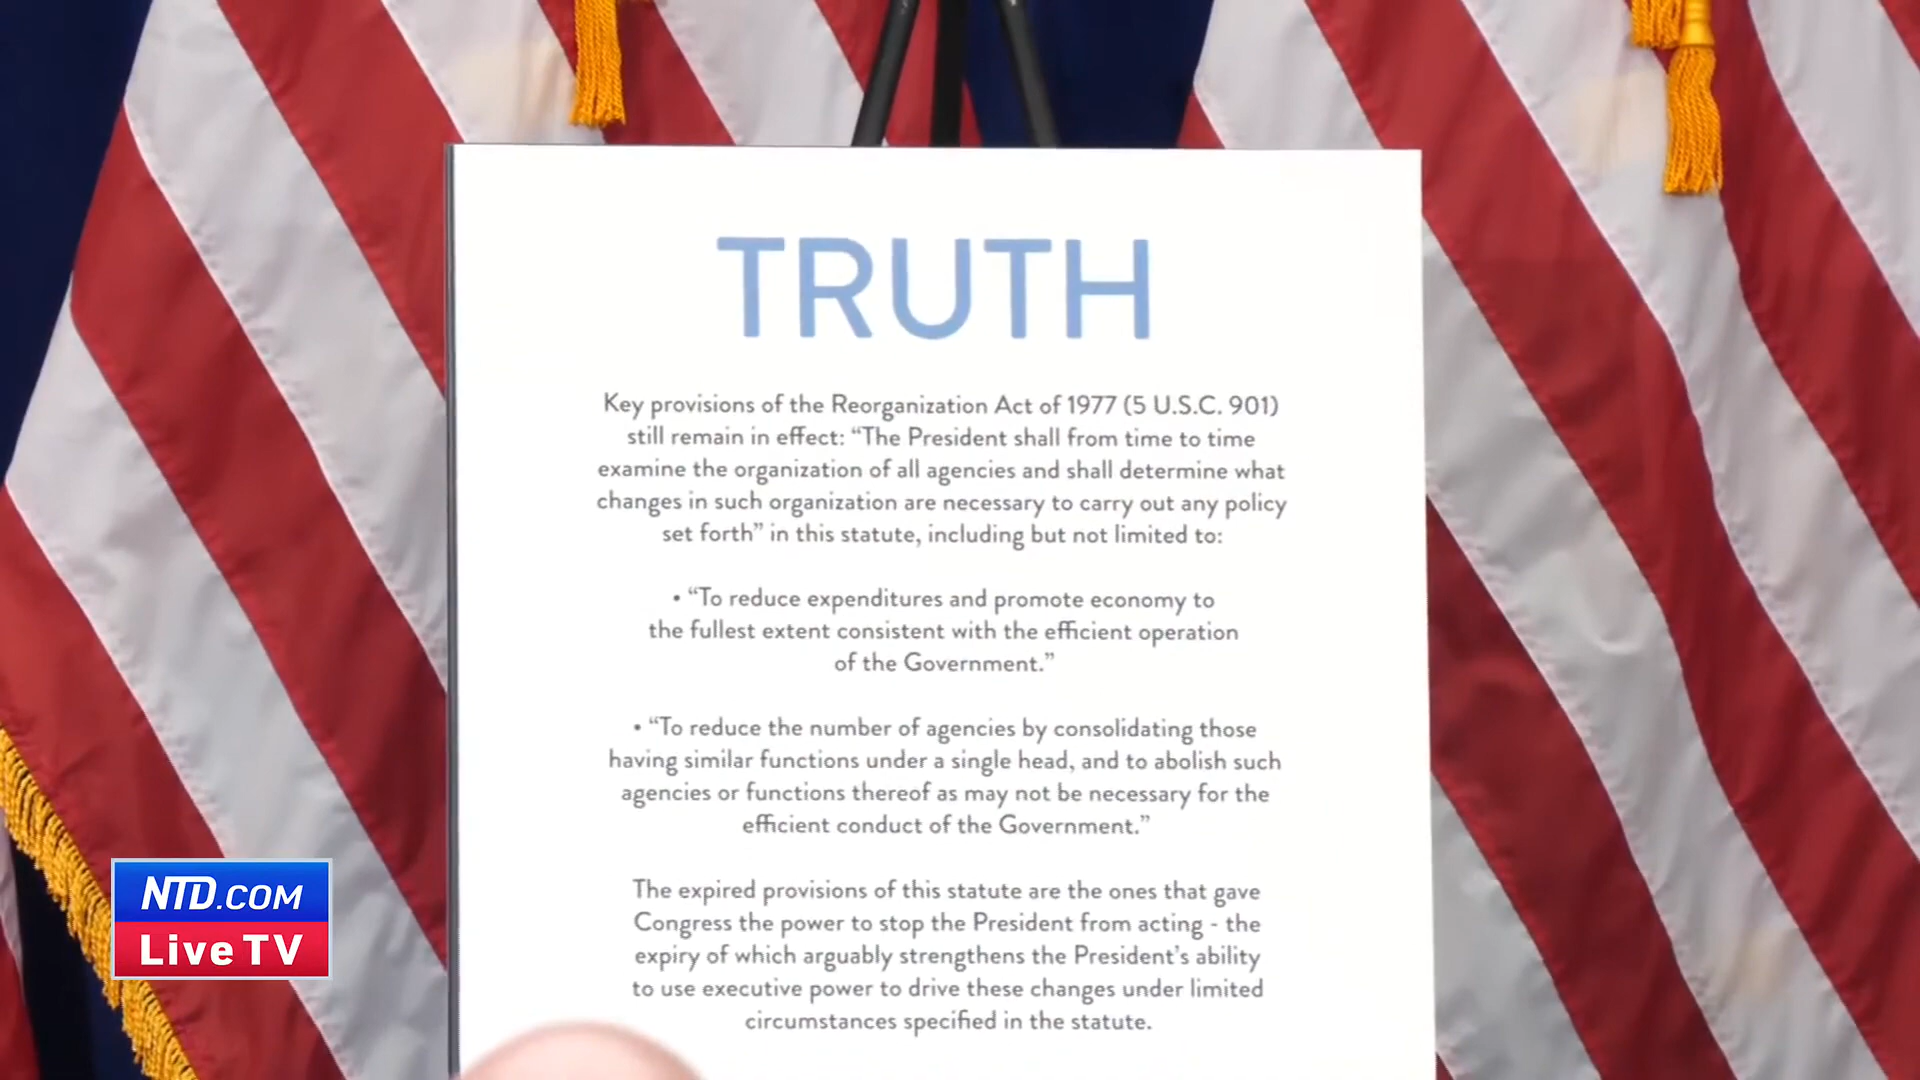 TRUTH
Key provisions of the Reorganization Act of 1977 (5 U.S.C. 901)
still remain in effect: “The President shall from time to time
examine the organization of all agencies and shall determine what
changes in such organization are necessary to carry out any policy
set forth” in this statute, including but not limited to:
• “To reduce expenditures and promote economy to
the fullest extent consistent with the efficient operation
of the Government.”
• “To reduce the number of agencies by consolidating those
having similar functions under a single head, and to abolish such
agencies or functions thereof as may not be necessary for the
efficient conduct of the Government.”
The expired provisions of this statute are the ones that gave
Congress the power to stop the President from acting - the
expiry of which arguably strengthens the President’s ability
to use executive power to drive these changes under limited
circumstances specified in the statute.
NTD.COM
Live TV